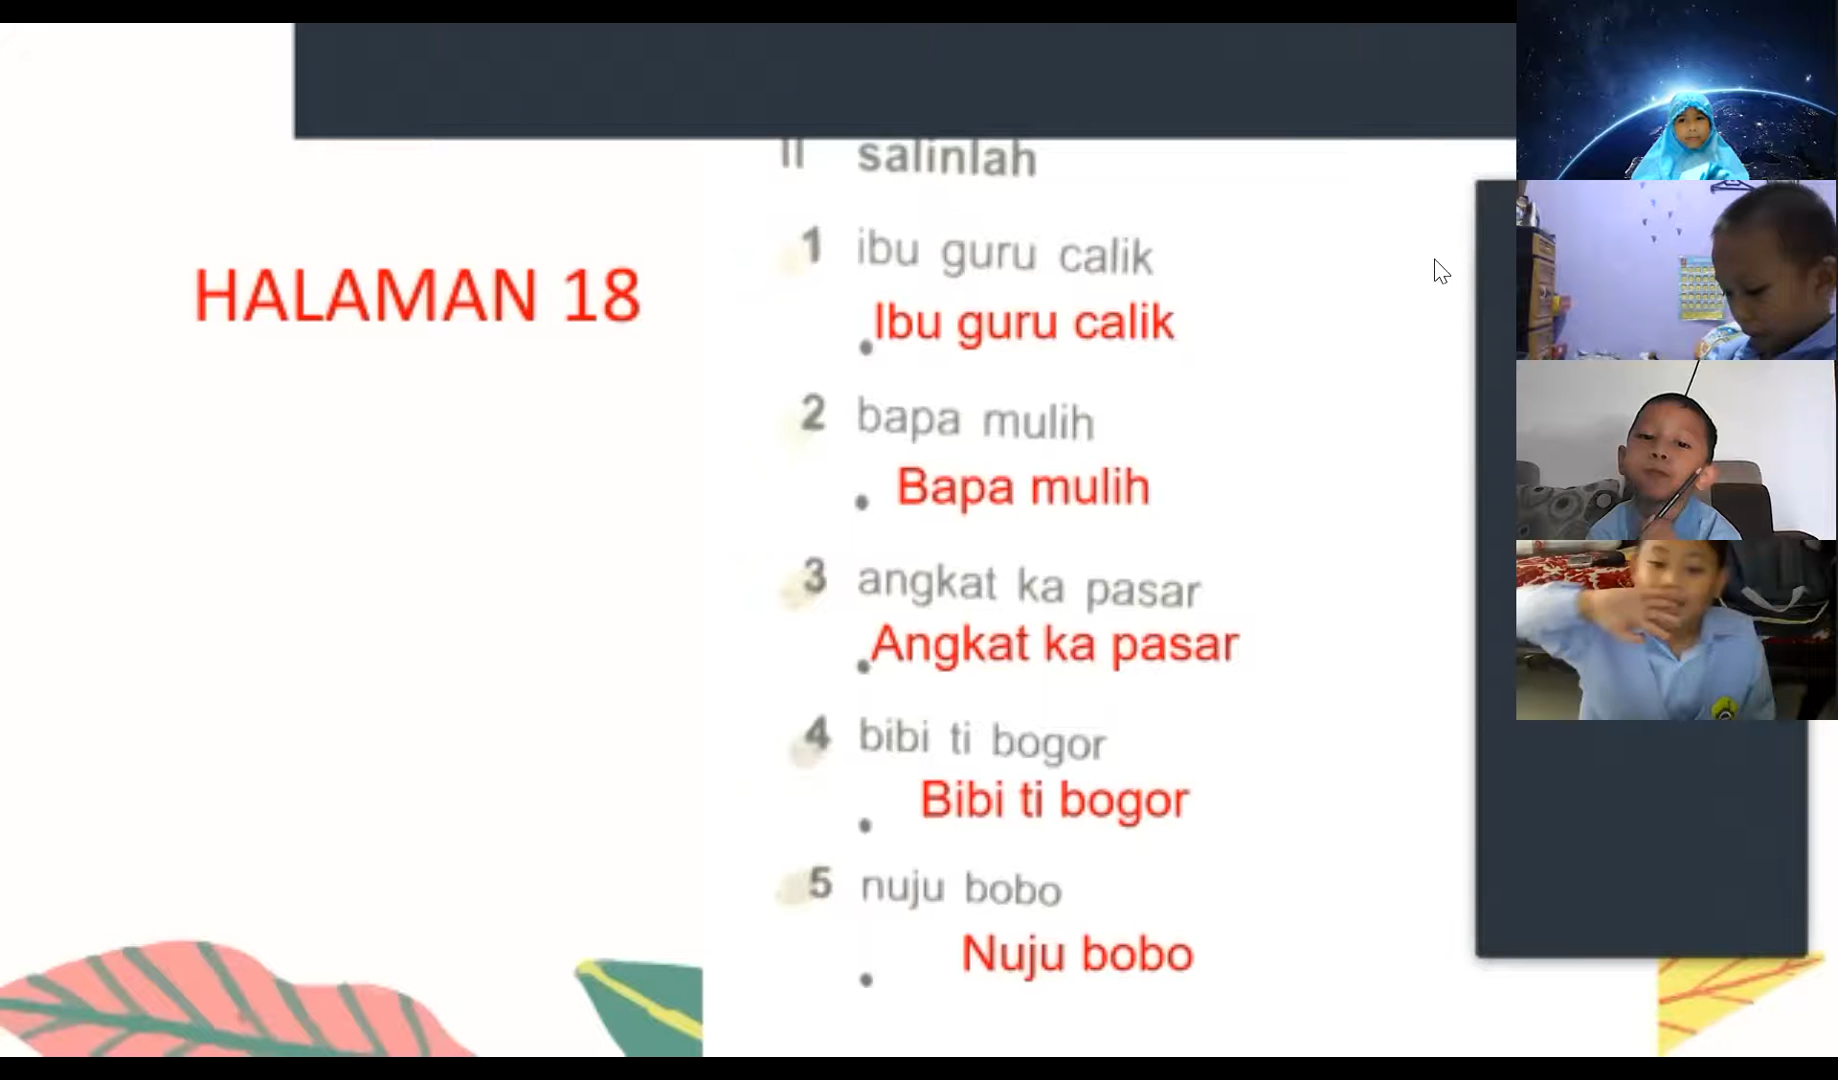 HALAMAN 18
II salinlah
1 ibu guru calik
Ibu guru calik
2 bapa mulih
Bapa mulih
3 angkat ka pasar
Angkat ka pasar
4 bibi ti bogor
Bibi ti bogor
5 nuju bobo
Nuju bobo